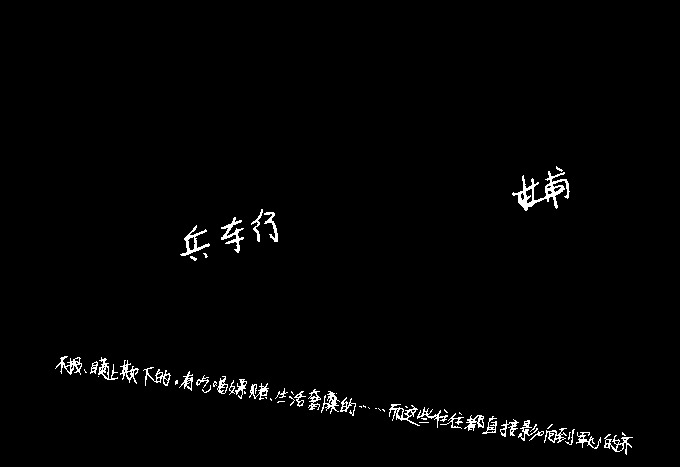 兵车行 杜甫
不报、瞒上欺下的。有吃喝嫖赌、生活奢靡的……而这些往往都直接影响到军心的齐